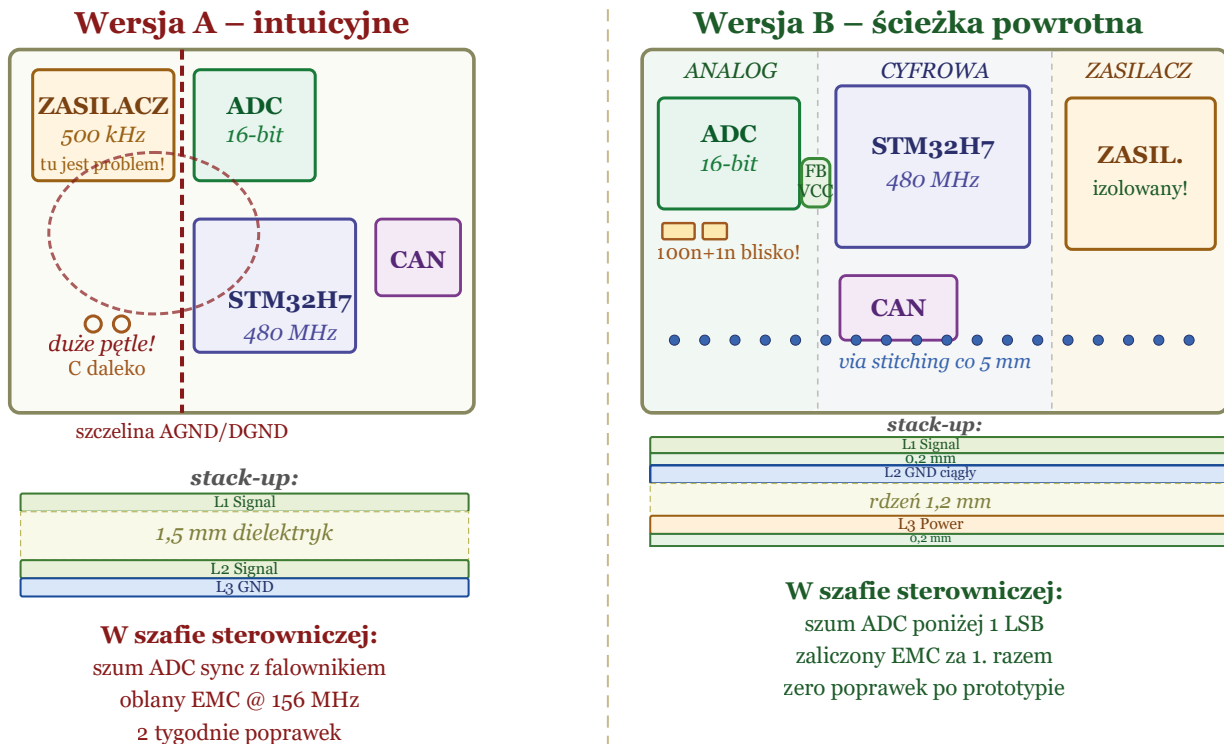 Wersja A – intuicyjne
ZASILACZ
500 kHz
tu jest problem!
ADC
16-bit
STM32H7
480 MHz
CAN
duże pętle!
C daleko
szczelina AGND/DGND
stack-up:
L1 Signal
1,5 mm dielektryk
L2 Signal
L3 GND
W szafie sterowniczej:
szum ADC sync z falownikiem
oblany EMC @ 156 MHz
2 tygodnie poprawek
Wersja B – ścieżka powrotna
ANALOG
CYFROWA
ZASILACZ
ADC
16-bit
FB
VCC
STM32H7
480 MHz
ZASIL.
izolowany!
100n+1n blisko!
CAN
via stitching co 5 mm
stack-up:
L1 Signal
0,2 mm
L2 GND ciągły
rdzeń 1,2 mm
L3 Power
0,2 mm
W szafie sterowniczej:
szum ADC poniżej 1 LSB
zaliczony EMC za 1. razem
zero poprawek po prototypie